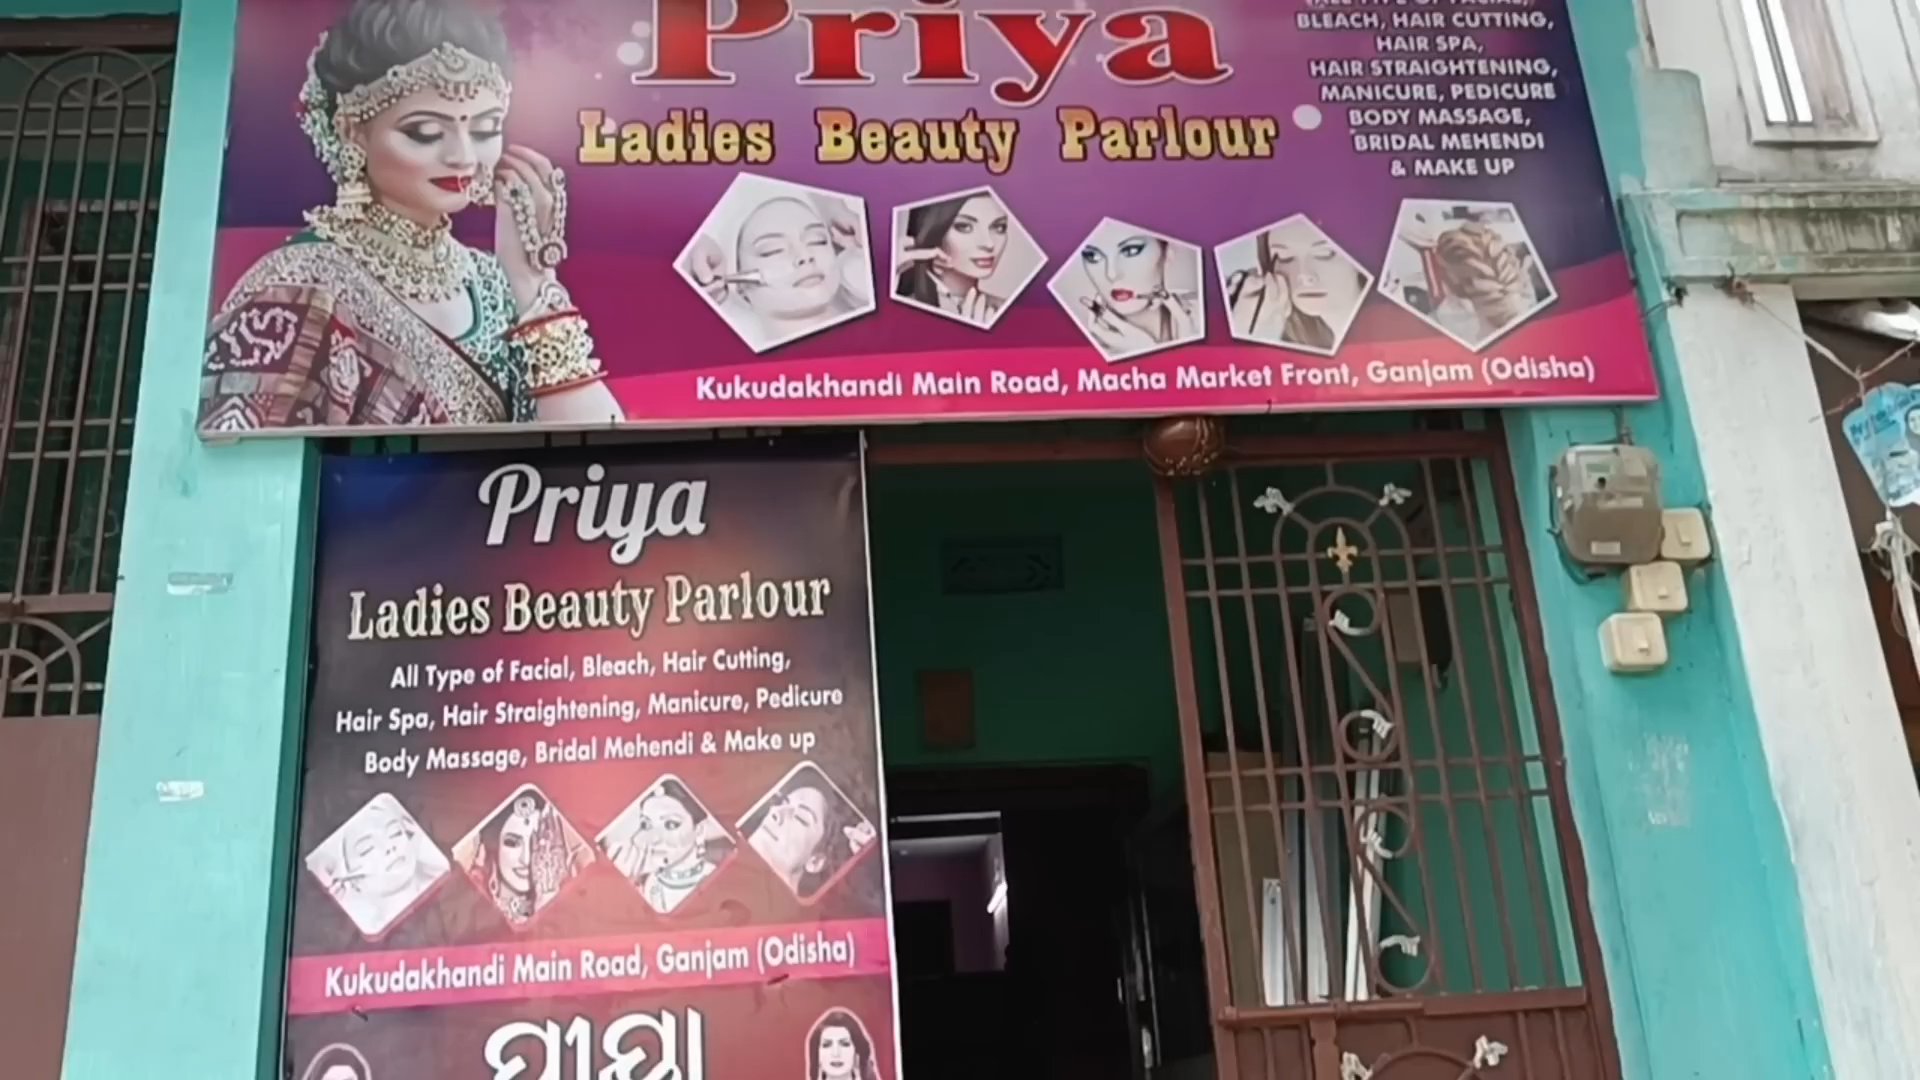 Priya
Ladies Beauty Parlour
BLEACH, HAIR CUTTING,
HAIR SPA,
HAIR STRAIGHTENING,
MANICURE, PEDICURE
BODY MASSAGE,
BRIDAL MEHENDI
& MAKE UP
Kukudakhandi Main Road, Macha Market Front, Ganjam (Odisha)
Priya
Ladies Beauty Parlour
All Type of Facial, Bleach, Hair Cutting,
Hair Spa, Hair Straightening, Manicure, Pedicure
Body Massage, Bridal Mehendi & Make up
Kukudakhandi Main Road, Ganjam (Odisha)